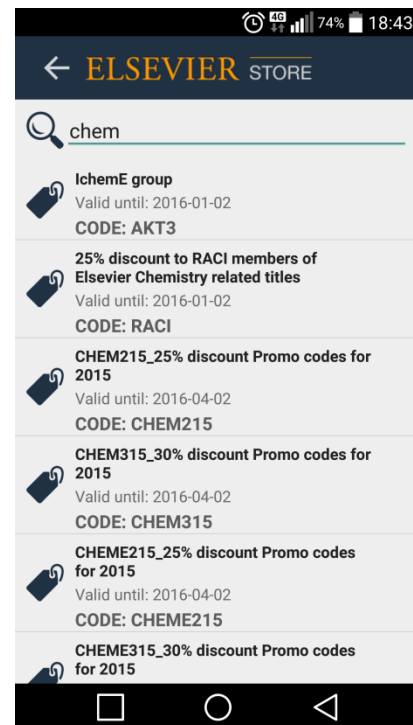 4G 74% 18:43
ELSEVIER STORE
chem
IchemE group
Valid until: 2016-01-02
CODE: AKT3
25% discount to RACI members of
Elsevier Chemistry related titles
Valid until: 2016-01-02
CODE: RACI
CHEM215_25% discount Promo codes for
2015
Valid until: 2016-04-02
CODE: CHEM215
CHEM315_30% discount Promo codes for
2015
Valid until: 2016-04-02
CODE: CHEM315
CHEME215_25% discount Promo codes
for 2015
Valid until: 2016-04-02
CODE: CHEME215
CHEME315_30% discount Promo codes
for 2015